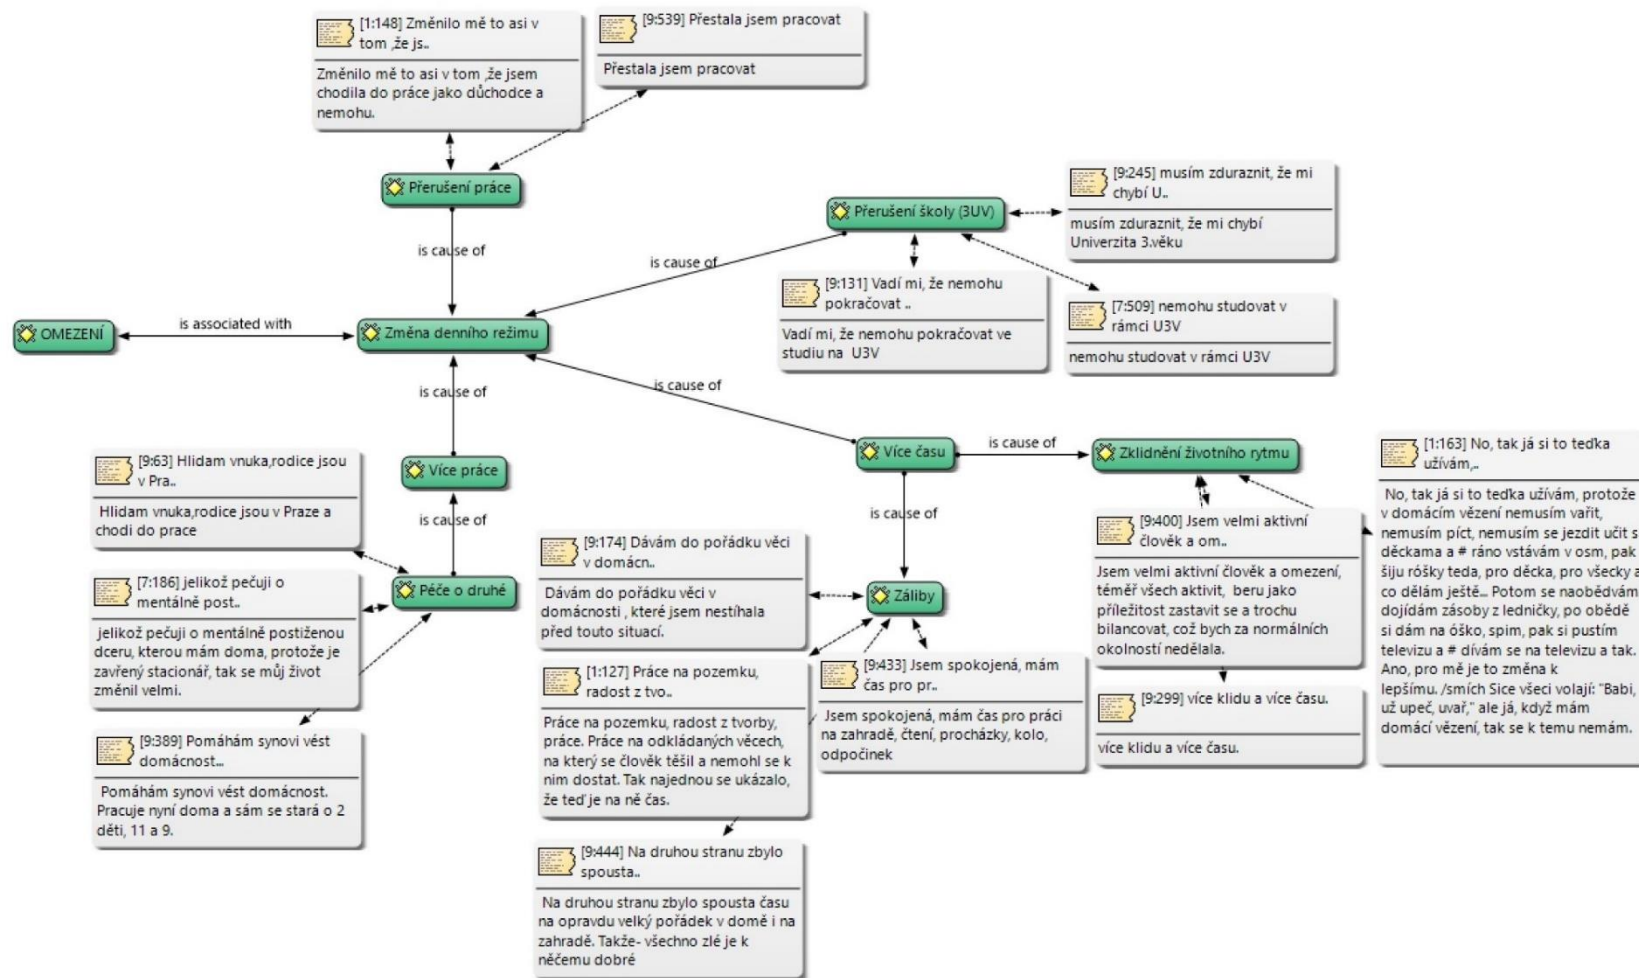 [1:148] Změnilo mě to asi v
tom ,že js..
Změnilo mě to asi v tom ,že jsem
chodila do práce jako důchodce a
nemohu.
[9:539] Přestala jsem pracovat
Přestala jsem pracovat
Přerušení práce
is cause of
Přerušení školy (3UV)
is cause of
[9:245] musím zduraznit, že mi
chybí U..
musím zduraznit, že mi chybí
Univerzita 3.věku
[9:131] Vadí mi, že nemohu
pokračovat ..
Vadí mi, že nemohu pokračovat ve
studiu na U3V
[7:509] nemohu studovat v
rámci U3V
nemohu studovat v rámci U3V
OMEZENÍ
is associated with
Změna denního režimu
is cause of
is cause of
Více práce
is cause of
Více času
is cause of
Zklidnění životního rytmu
is cause of
[9:63] Hlidam vnuka,rodice jsou
v Pra..
Hlidam vnuka,rodice jsou v Praze a
chodi do prace
[7:186] jelikož pečuji o
mentálně post..
jelikož pečuji o mentálně postiženou
dceru, kterou mám doma, protože je
zavřený stacionář, tak se můj život
změnil velmi.
Péče o druhé
[9:389] Pomáhám synovi vést
domácnost...
Pomáhám synovi vést domácnost.
Pracuje nyní doma a sám se stará o 2
děti, 11 a 9.
[9:174] Dávám do pořádku věci
v domácn..
Dávám do pořádku věci v
domácnosti , které jsem nestíhala
před touto situací.
Záliby
[1:127] Práce na pozemku,
radost z tvo..
Práce na pozemku, radost z tvorby,
práce. Práce na odkládaných věcech,
na který se člověk těšil a nemohl se k
nim dostat. Tak najednou se ukázalo,
že teď je na ně čas.
[9:433] Jsem spokojená, mám
čas pro pr..
Jsem spokojená, mám čas pro práci
na zahradě, čtení, procházky, kolo,
odpočinek
[9:444] Na druhou stranu zbylo
spousta..
Na druhou stranu zbylo spousta času
na opravdu velký pořádek v domě i na
zahradě. Takže- všechno zlé je k
něčemu dobré
[9:400] Jsem velmi aktivní
člověk a om..
Jsem velmi aktivní člověk a omezení,
téměř všech aktivit, beru jako
příležitost zastavit se a trochu
bilancovat, což bych za normálních
okolností nedělala.
[9:299] více klidu a více času.
více klidu a více času.
[1:163] No, tak já si to teďka
užívám,..
No, tak já si to teďka užívám, protože
v domácím vězení nemusím vařit,
nemusím píct, nemusím se jezdit učit s
děckama a # ráno vstávám v osm, pak
šiju róšky teda, pro děcka, pro všecky a
co dělám ještě... Potom se naobědvám
dojídám zásoby z ledničky, po obědě
si dám na óško, spim, pak si pustím
televizu a # dívám se na televizu a tak.
Ano, pro mě je to změna k
lepšímu. /smích Sice všeci volají: "Babi,
už upeč, uvař," ale já, když mám
domácí vězení, tak se k temu nemám.